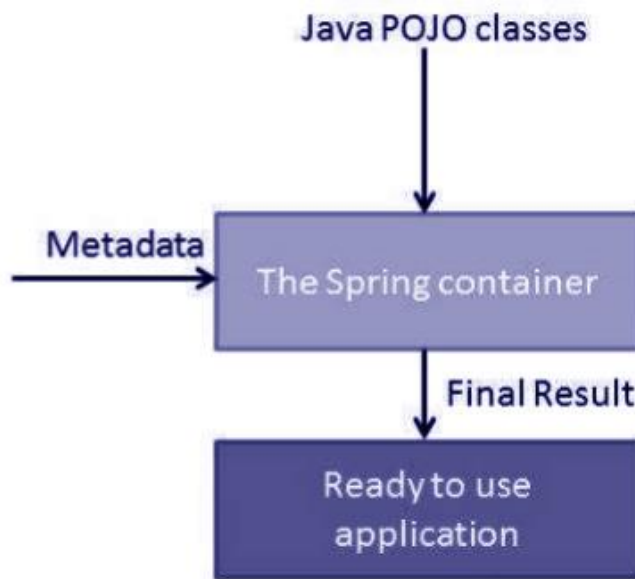 Java POJO classes
Metadata
The Spring container
Final Result
Ready to use
application